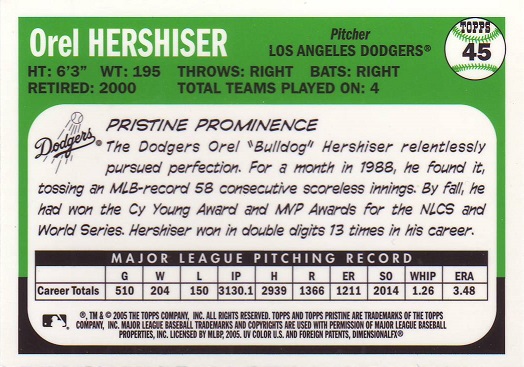 Orel HERSHISER
Pitcher
LOS ANGELES DODGERS®
TOPPS
45
HT: 6'3" WT: 195 THROWS: RIGHT BATS: RIGHT
RETIRED: 2000 TOTAL TEAMS PLAYED ON: 4
Dodgers®
PRISTINE PROMINENCE
The Dodgers Orel "Bulldog" Hershiser relentlessly
pursued perfection. For a month in 1988, he found it,
tossing an MLB-record 58 consecutive scoreless innings. By fall, he
had won the Cy Young Award and MVP Awards for the NLCS and
World Series. Hershiser won in double digits 13 times in his career.
MAJOR LEAGUE PITCHING RECORD
G W L IP H R ER SO WHIP ERA
Career Totals 510 204 150 3130.1 2939 1366 1211 2014 1.26 3.48
®, TM & © 2005 THE TOPPS COMPANY, INC. ALL RIGHTS RESERVED. TOPPS AND TOPPS PRISTINE ARE TRADEMARKS OF THE TOPPS
COMPANY, INC. MAJOR LEAGUE BASEBALL TRADEMARKS AND COPYRIGHTS ARE USED WITH PERMISSION OF MAJOR LEAGUE BASEBALL
PROPERTIES, INC. LICENSED BY MLBP, 2005. UV COLOR U.S. AND FOREIGN PATENTS, DIMENSIONALFX®